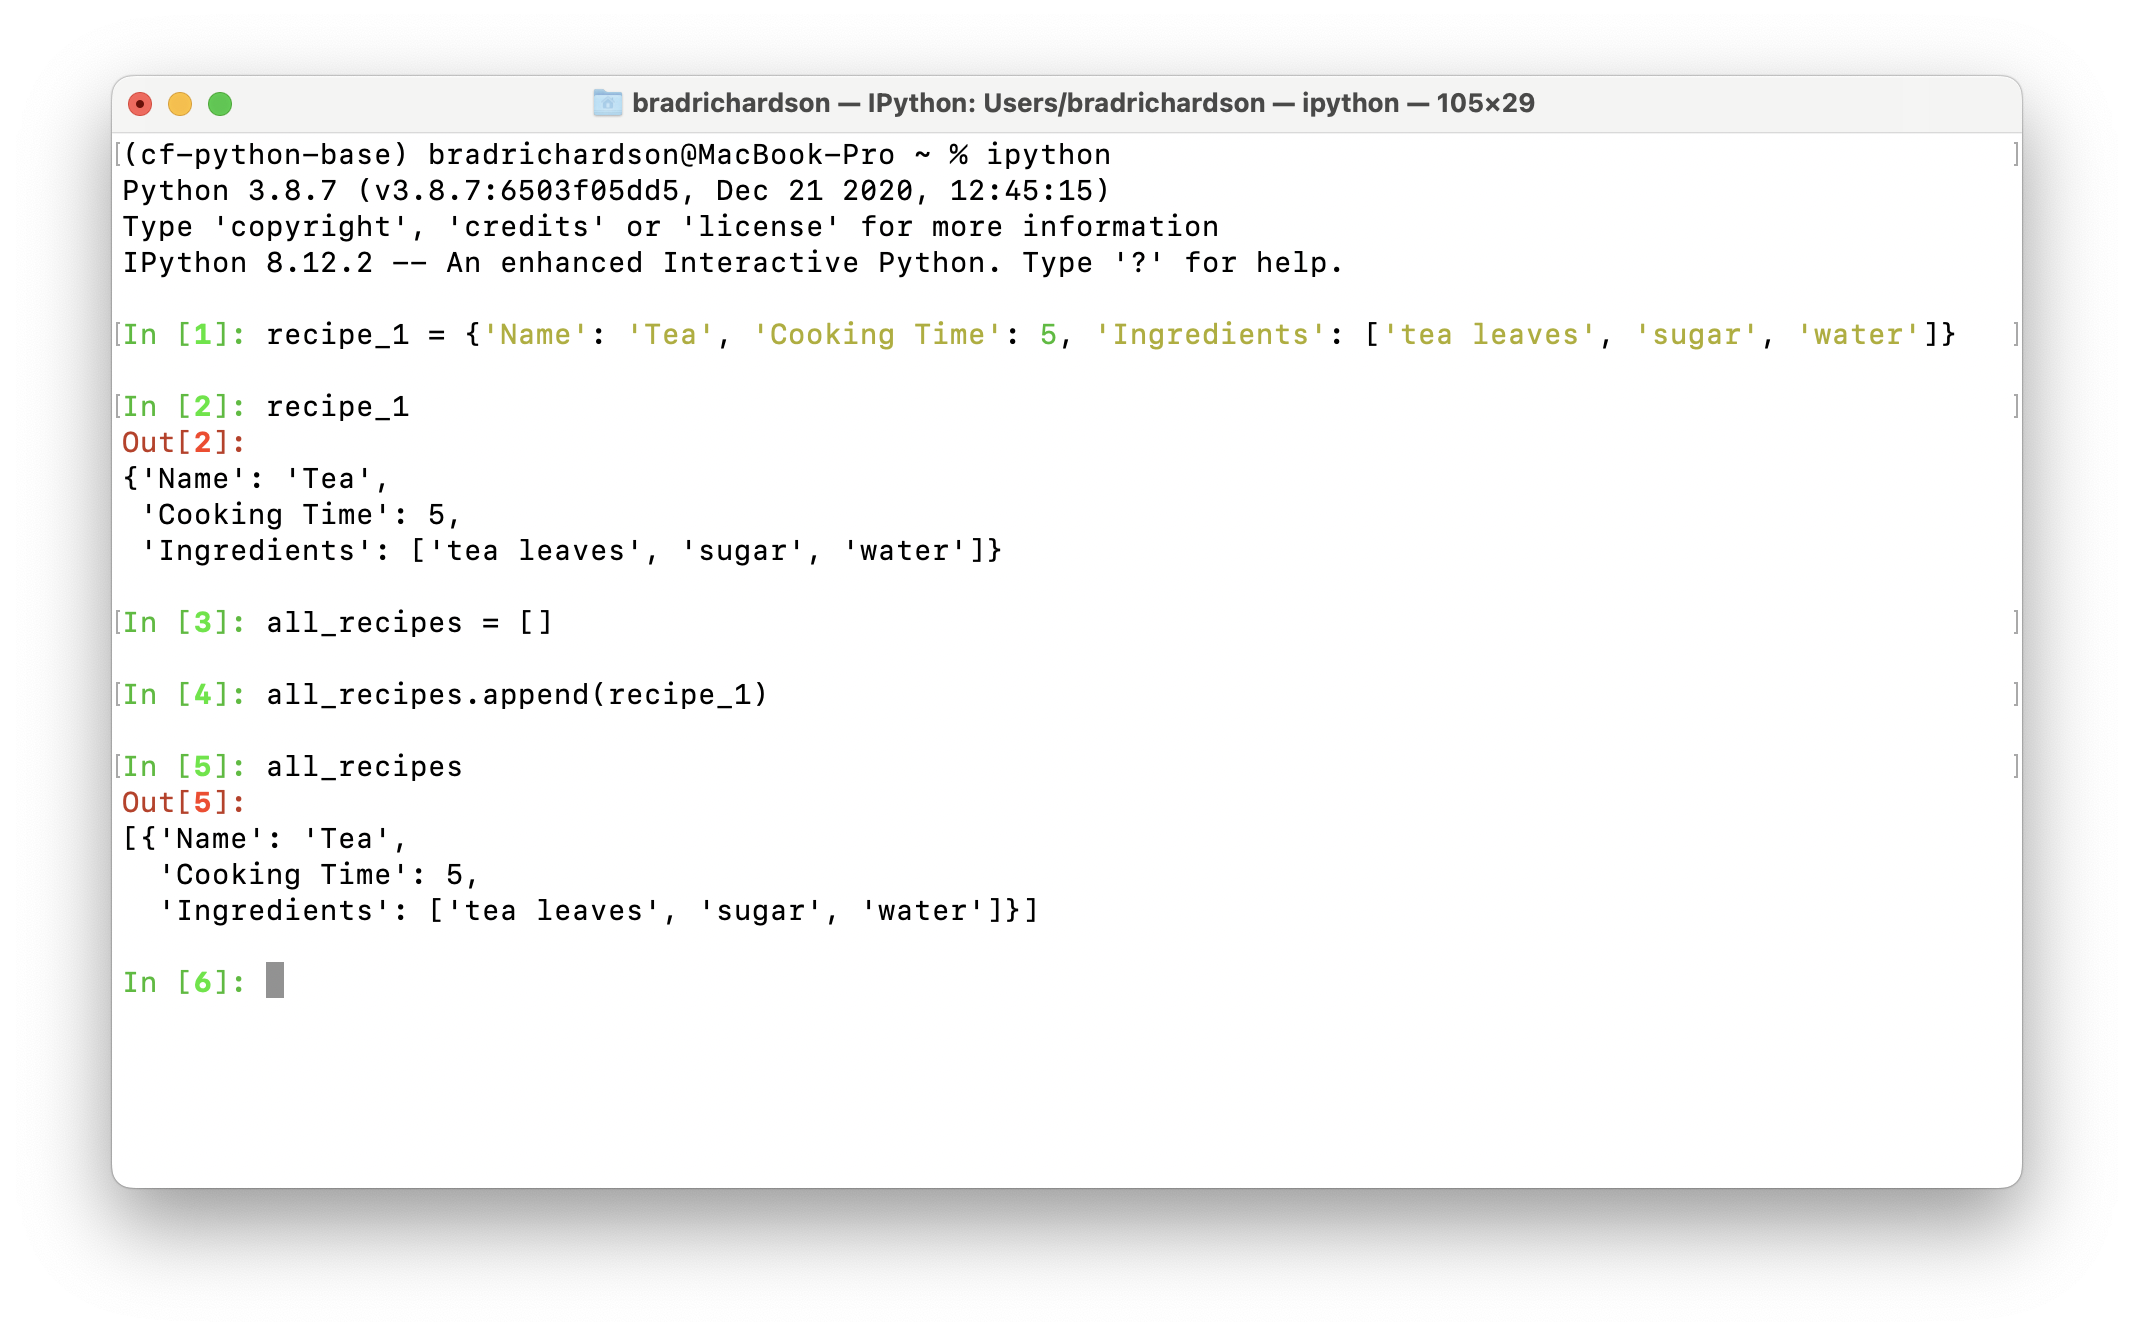 bradrichardson — IPython: Users/bradrichardson — ipython — 105×29
(cf-python-base) bradrichardson@MacBook-Pro ~ % ipython
Python 3.8.7 (v3.8.7:6503f05dd5, Dec 21 2020, 12:45:15)
Type 'copyright', 'credits' or 'license' for more information
IPython 8.12.2 -- An enhanced Interactive Python. Type '?' for help.
In [1]: recipe_1 = {'Name': 'Tea', 'Cooking Time': 5, 'Ingredients': ['tea leaves', 'sugar', 'water']}
In [2]: recipe_1
Out[2]:
{'Name': 'Tea',
 'Cooking Time': 5,
 'Ingredients': ['tea leaves', 'sugar', 'water']}
In [3]: all_recipes = []
In [4]: all_recipes.append(recipe_1)
In [5]: all_recipes
Out[5]:
[{'Name': 'Tea',
  'Cooking Time': 5,
  'Ingredients': ['tea leaves', 'sugar', 'water']}]
In [6]: